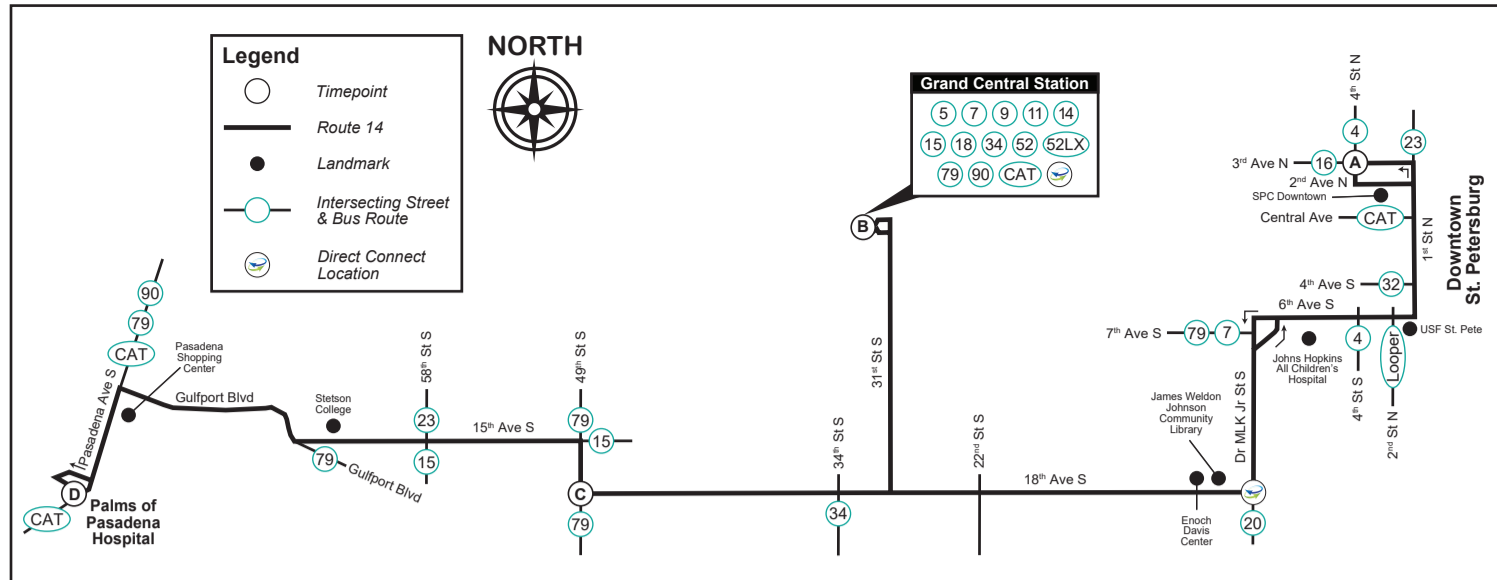 Legend
Timepoint
Route 14
Landmark
Intersecting Street
& Bus Route
Direct Connect
Location
NORTH
Grand Central Station
5 7 9 11 14
15 18 34 52 52LX
79 90 CAT
B
4th St N
4
23
3rd Ave N 16 A
2nd Ave N
SPC Downtown
Central Ave CAT
1st St N
Downtown
St. Petersburg
4th Ave S 32
6th Ave S
7th Ave S 79 7
USF St. Pete
Johns Hopkins
All Children's
Hospital
4
4th St S
Looper
2nd St N
Dr MLK Jr St S
James Weldon
Johnson
Community
Library
Enoch
Davis
Center
20
18th Ave S
22nd St S
31st St S
34th St S
34
49th St S
79
15
C
79
15th Ave S
58th St S
23
15
Stetson
College
79
Gulfport Blvd
Gulfport Blvd
90
79
CAT
Pasadena
Shopping
Center
Pasadena Ave S
D
CAT
Palms of
Pasadena
Hospital